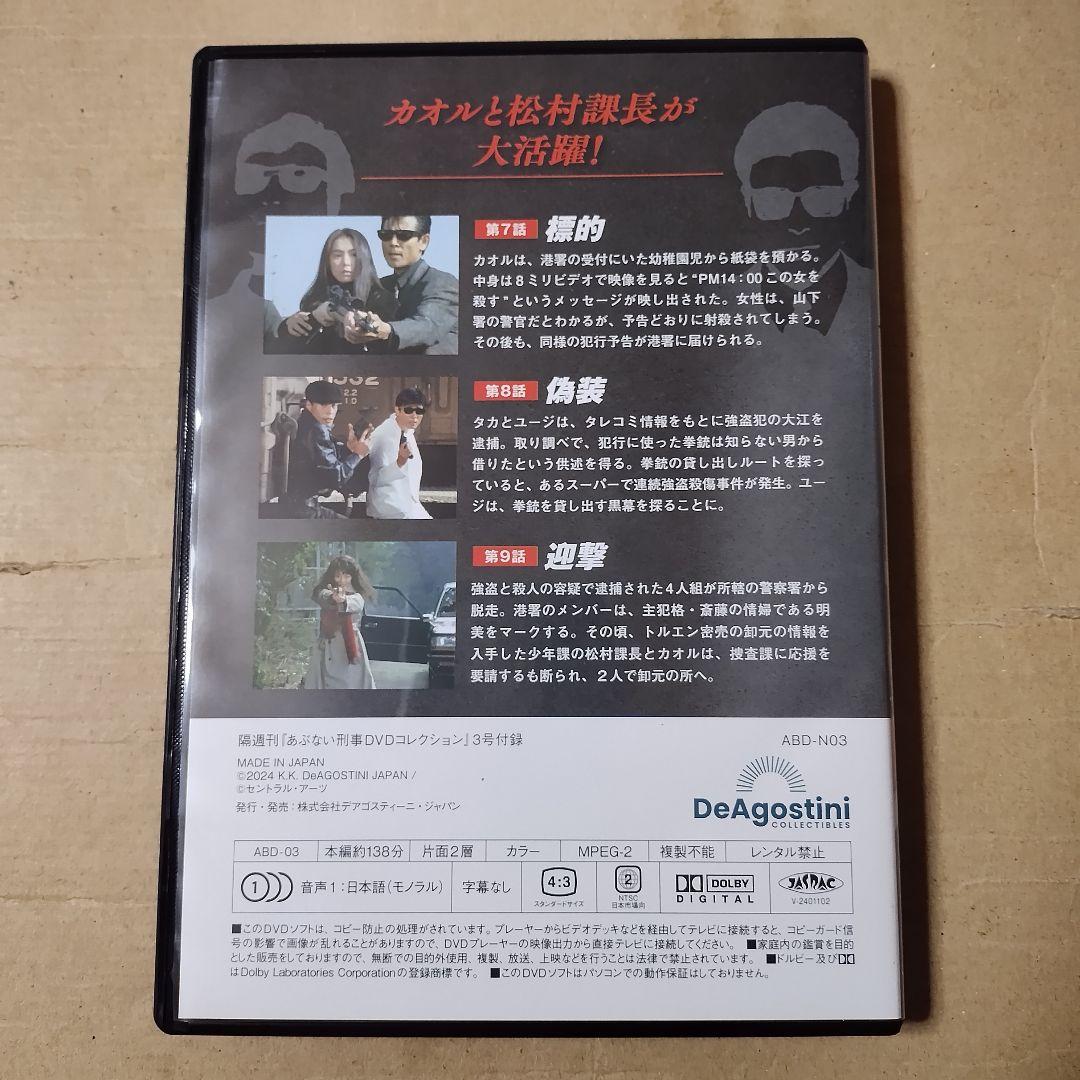 カオルと松村課長が
大活躍！
第7話 標的
カオルは、港署の受付にいた幼稚園児から紙袋を預かる。
中身は8ミリビデオで映像を見ると“PM14：00 この女を
殺す”というメッセージが映し出された。女性は、山下
署の警官だとわかるが、予告どおりに射殺されてしまう。
その後も、同様の犯行予告が港署に届けられる。
第8話 偽装
タカとユージは、タレコミ情報をもとに強盗犯の大江を
逮捕。取り調べで、犯行に使った拳銃は知らない男から
借りたという供述を得る。拳銃の貸し出しルートを探っ
ていると、あるスーパーで連続強盗殺傷事件が発生。ユー
ジは、拳銃を貸し出す黒幕を探ることに。
第9話 迎撃
強盗と殺人の容疑で逮捕された4人組が所轄の警察署から
脱走。港署のメンバーは、主犯格・斎藤の情婦である明
美をマークする。その頃、トルエン密売の卸元の情報を
入手した少年課の松村課長とカオルは、捜査課に応援を
要請するも断られ、2人で卸元の所へ。
隔週刊『あぶない刑事DVDコレクション』3号付録 ABD-N03
MADE IN JAPAN
©2024 K.K. DeAGOSTINI JAPAN /
©セントラル・アーツ
発行・発売：株式会社デアゴスティーニ・ジャパン
DeAgostini
COLLECTIBLES
ABD-03 本編約138分 片面2層 カラー MPEG-2 複製不能 レンタル禁止
1 音声1：日本語（モノラル） 字幕なし 4:3 スタンダードサイズ 2 NTSC 日本市場向 DOLBY DIGITAL JASRAC V-2401102
■このDVDソフトは、コピー防止の処理がされています。プレーヤーからビデオデッキなどを経由してテレビに接続すると、コピーガード信
号の影響で画像が乱れることがありますので、DVDプレーヤーの映像出力から直接テレビに接続してください。 ■家庭内の鑑賞を目的
とした販売をしておりますので、無断での目的外使用、複製、放送、上映などを行うことは法律で禁止されています。 ■ドルビー及びDD
はDolby Laboratories Corporationの登録商標です。 ■このDVDソフトはパソコンでの動作保証はしておりません。